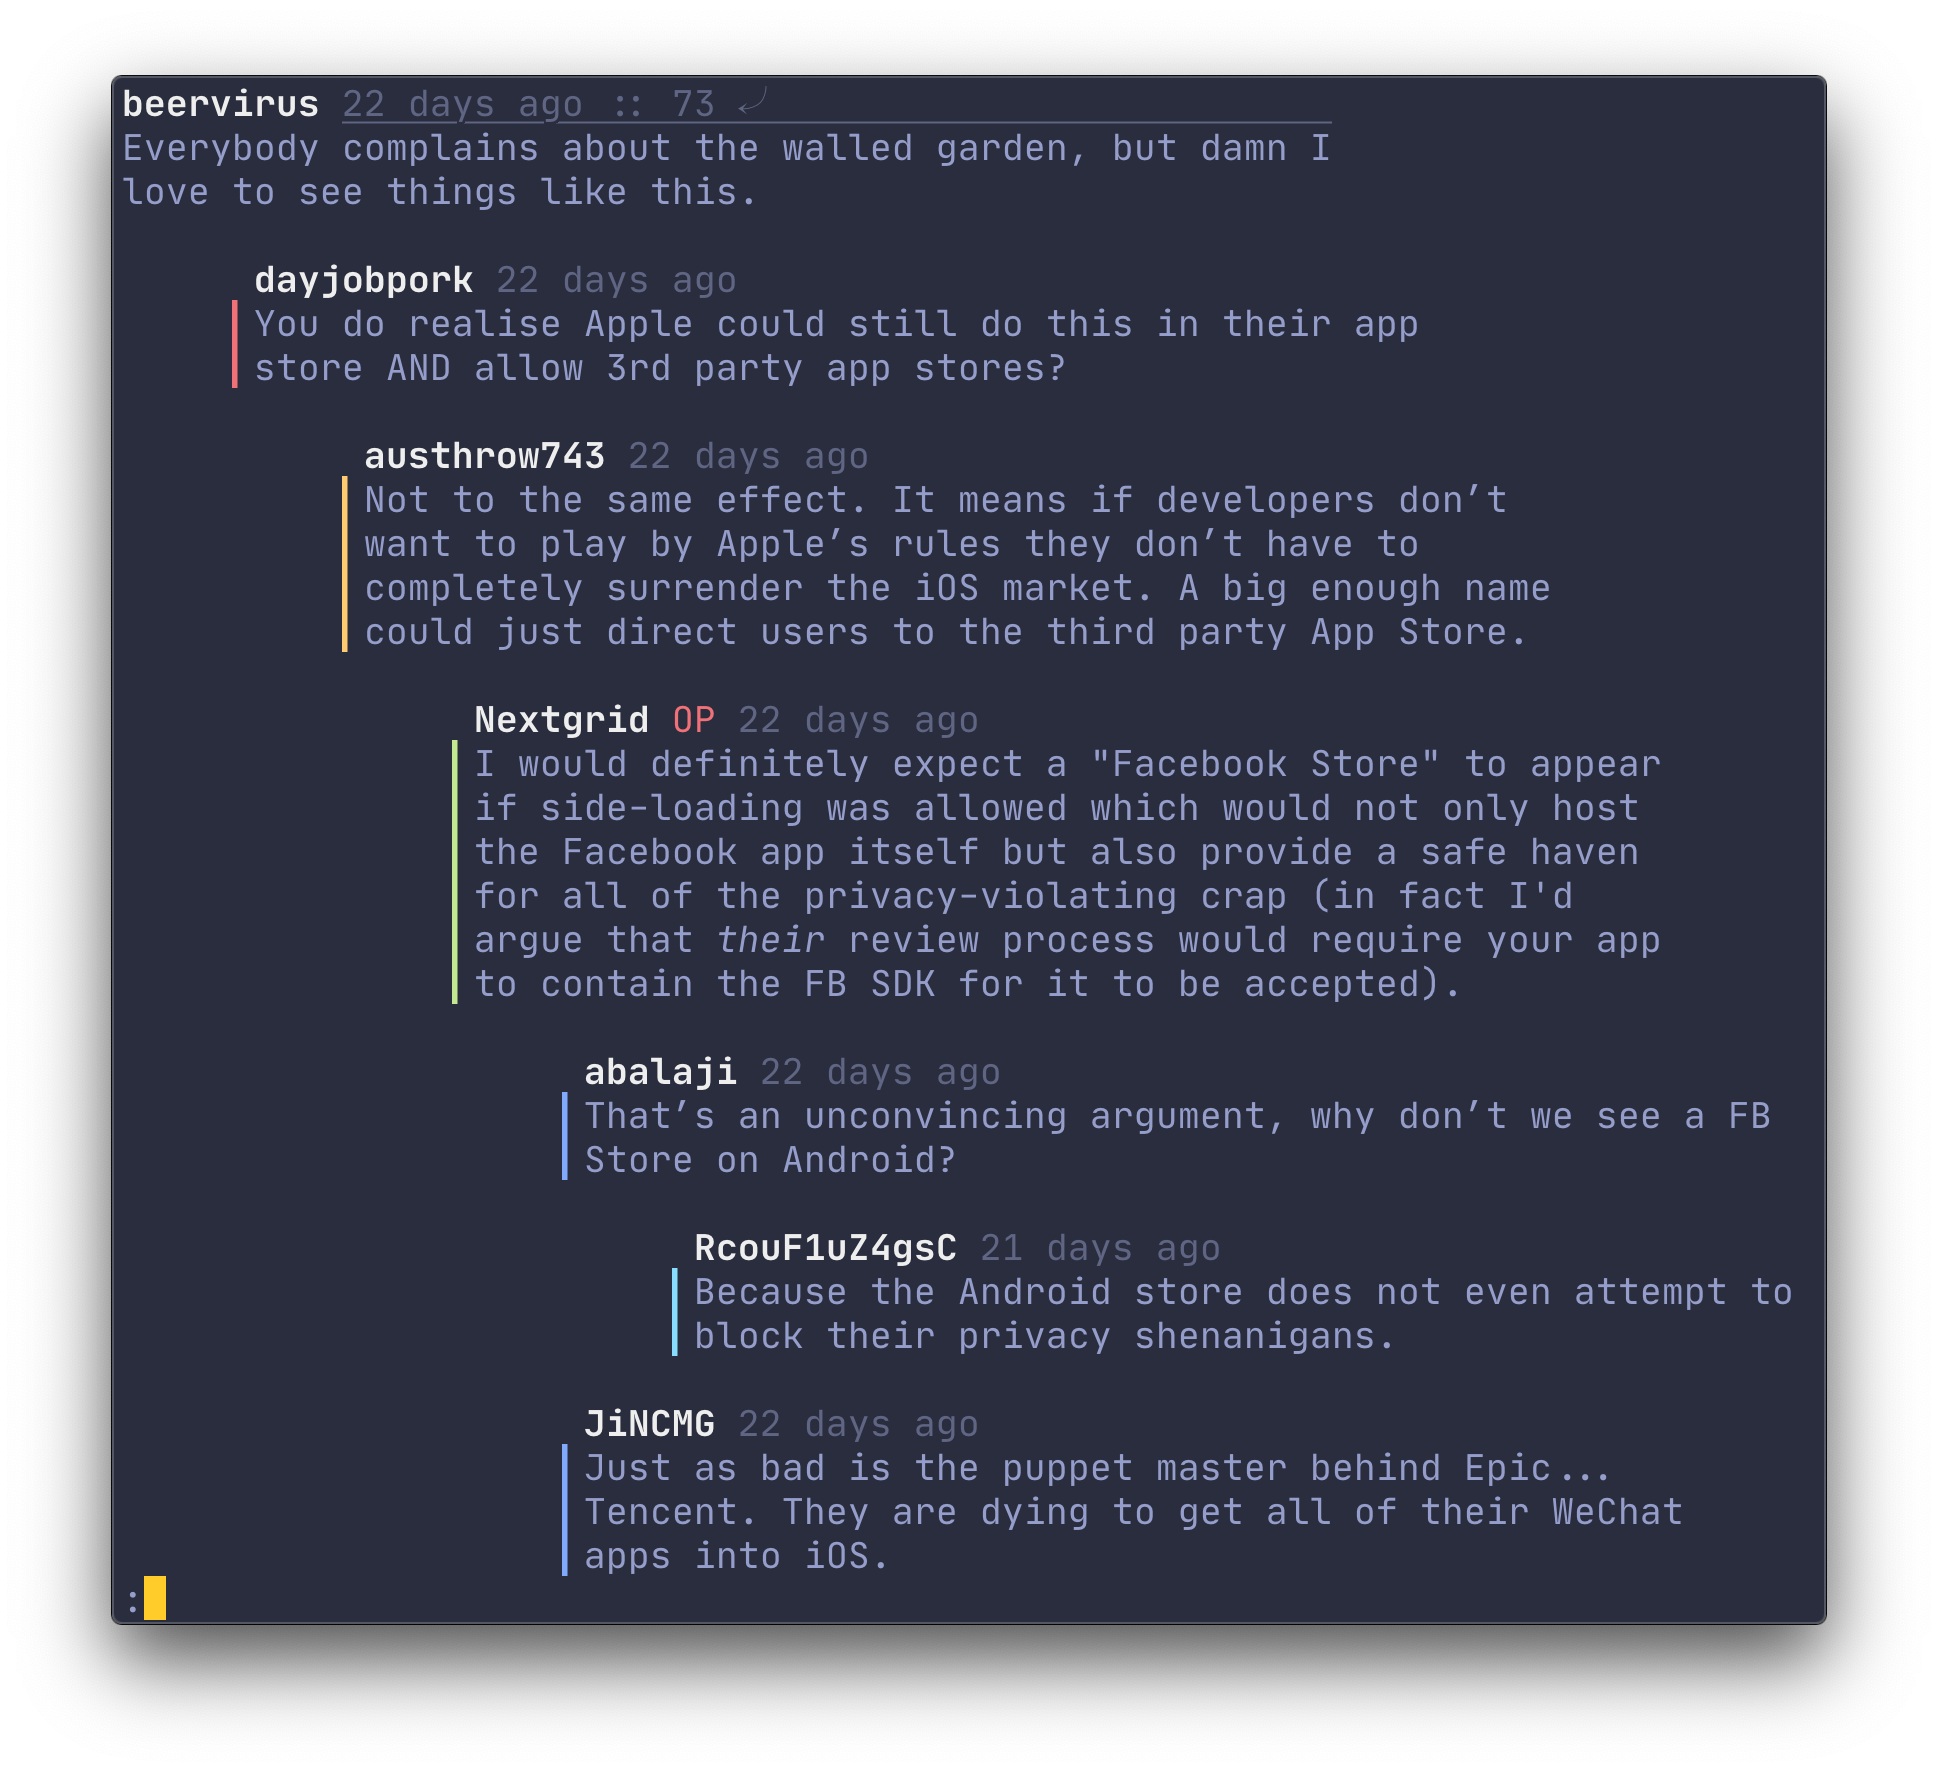 beervirus 22 days ago :: 73 ⤶
Everybody complains about the walled garden, but damn I
love to see things like this.
dayjobpork 22 days ago
You do realise Apple could still do this in their app
store AND allow 3rd party app stores?
austhrow743 22 days ago
Not to the same effect. It means if developers don’t
want to play by Apple’s rules they don’t have to
completely surrender the iOS market. A big enough name
could just direct users to the third party App Store.
Nextgrid OP 22 days ago
I would definitely expect a "Facebook Store" to appear
if side-loading was allowed which would not only host
the Facebook app itself but also provide a safe haven
for all of the privacy-violating crap (in fact I'd
argue that their review process would require your app
to contain the FB SDK for it to be accepted).
abalaji 22 days ago
That’s an unconvincing argument, why don’t we see a FB
Store on Android?
RcouF1uZ4gsC 21 days ago
Because the Android store does not even attempt to
block their privacy shenanigans.
JiNCMG 22 days ago
Just as bad is the puppet master behind Epic...
Tencent. They are dying to get all of their WeChat
apps into iOS.
: